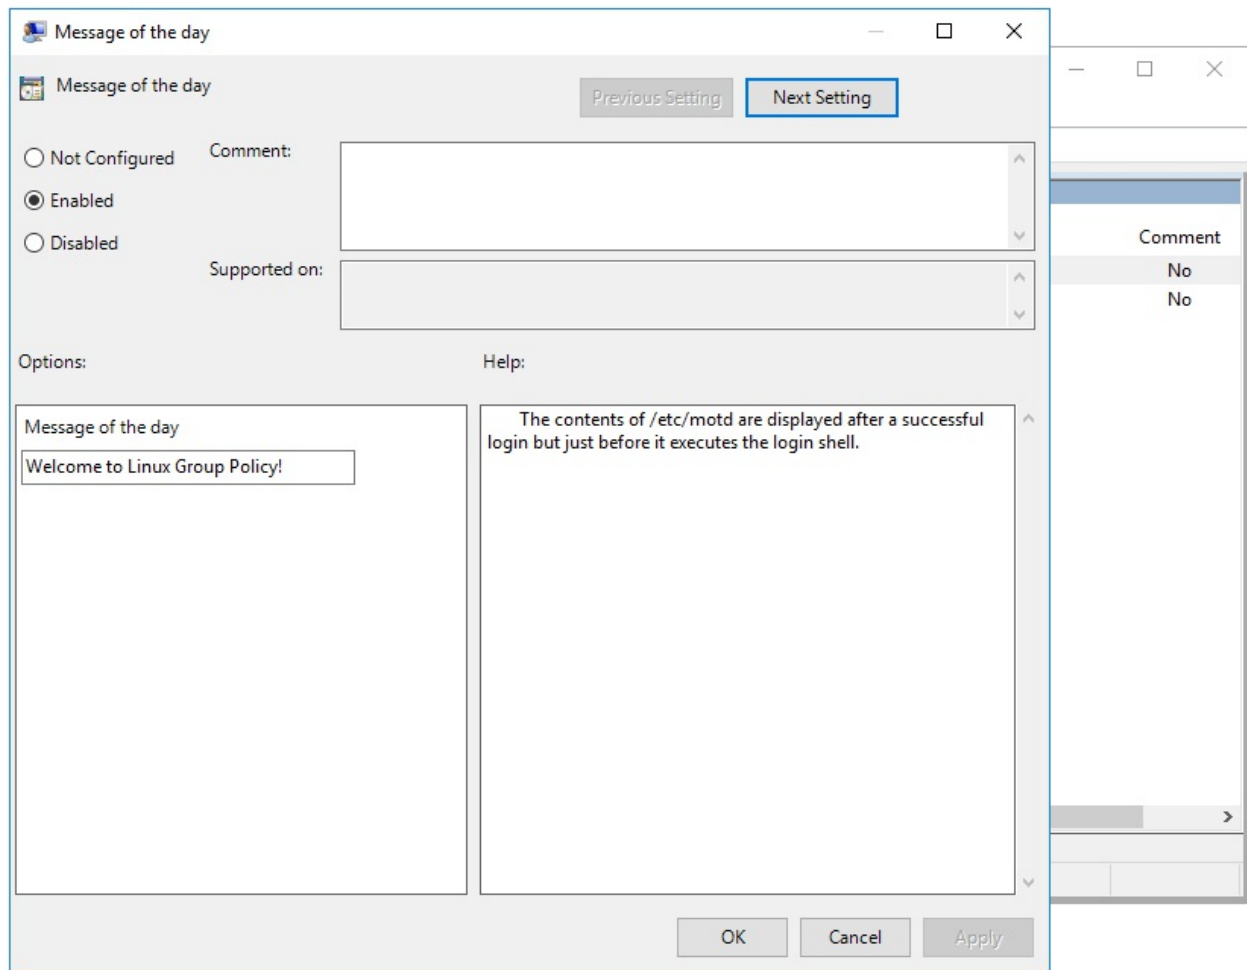 Message of the day
Message of the day
Previous Setting
Next Setting
Not Configured
Comment:
Enabled
Disabled
Supported on:
Options:
Help:
Message of the day
Welcome to Linux Group Policy!
The contents of /etc/motd are displayed after a successful
login but just before it executes the login shell.
OK
Cancel
Apply
Comment
No
No